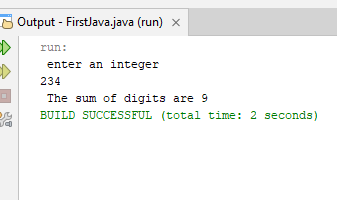 Output - FirstJava.java (run) ×
run:
enter an integer
234
The sum of digits are 9
BUILD SUCCESSFUL (total time: 2 seconds)